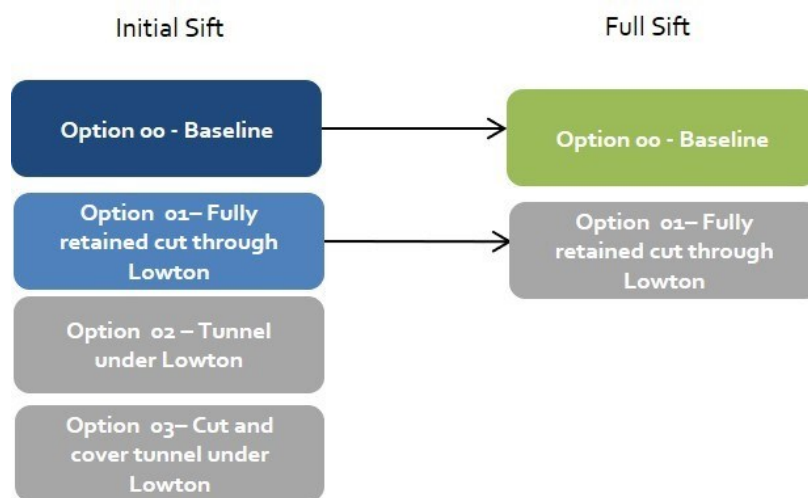 Initial Sift
Full Sift
Option 00 - Baseline
Option 00 - Baseline
Option 01– Fully
retained cut through
Lowton
Option 01– Fully
retained cut through
Lowton
Option 02 – Tunnel
under Lowton
Option 03– Cut and
cover tunnel under
Lowton